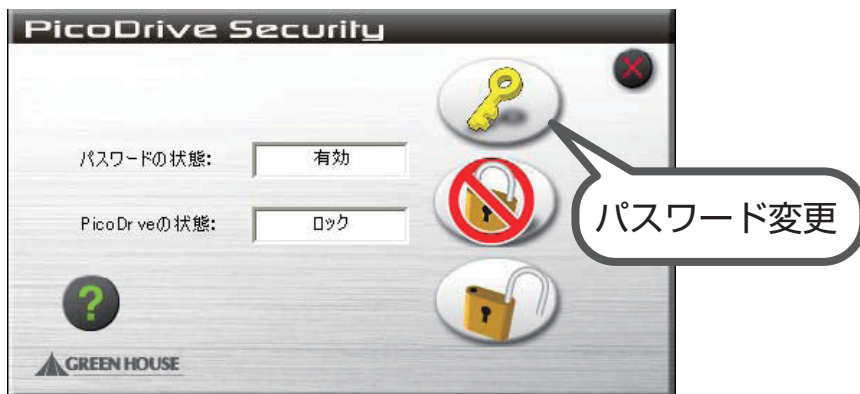 PicoDrive Security
パスワードの状態:
有効
PicoDr veの状態:
ロック
パスワード変更
?
GREEN HOUSE